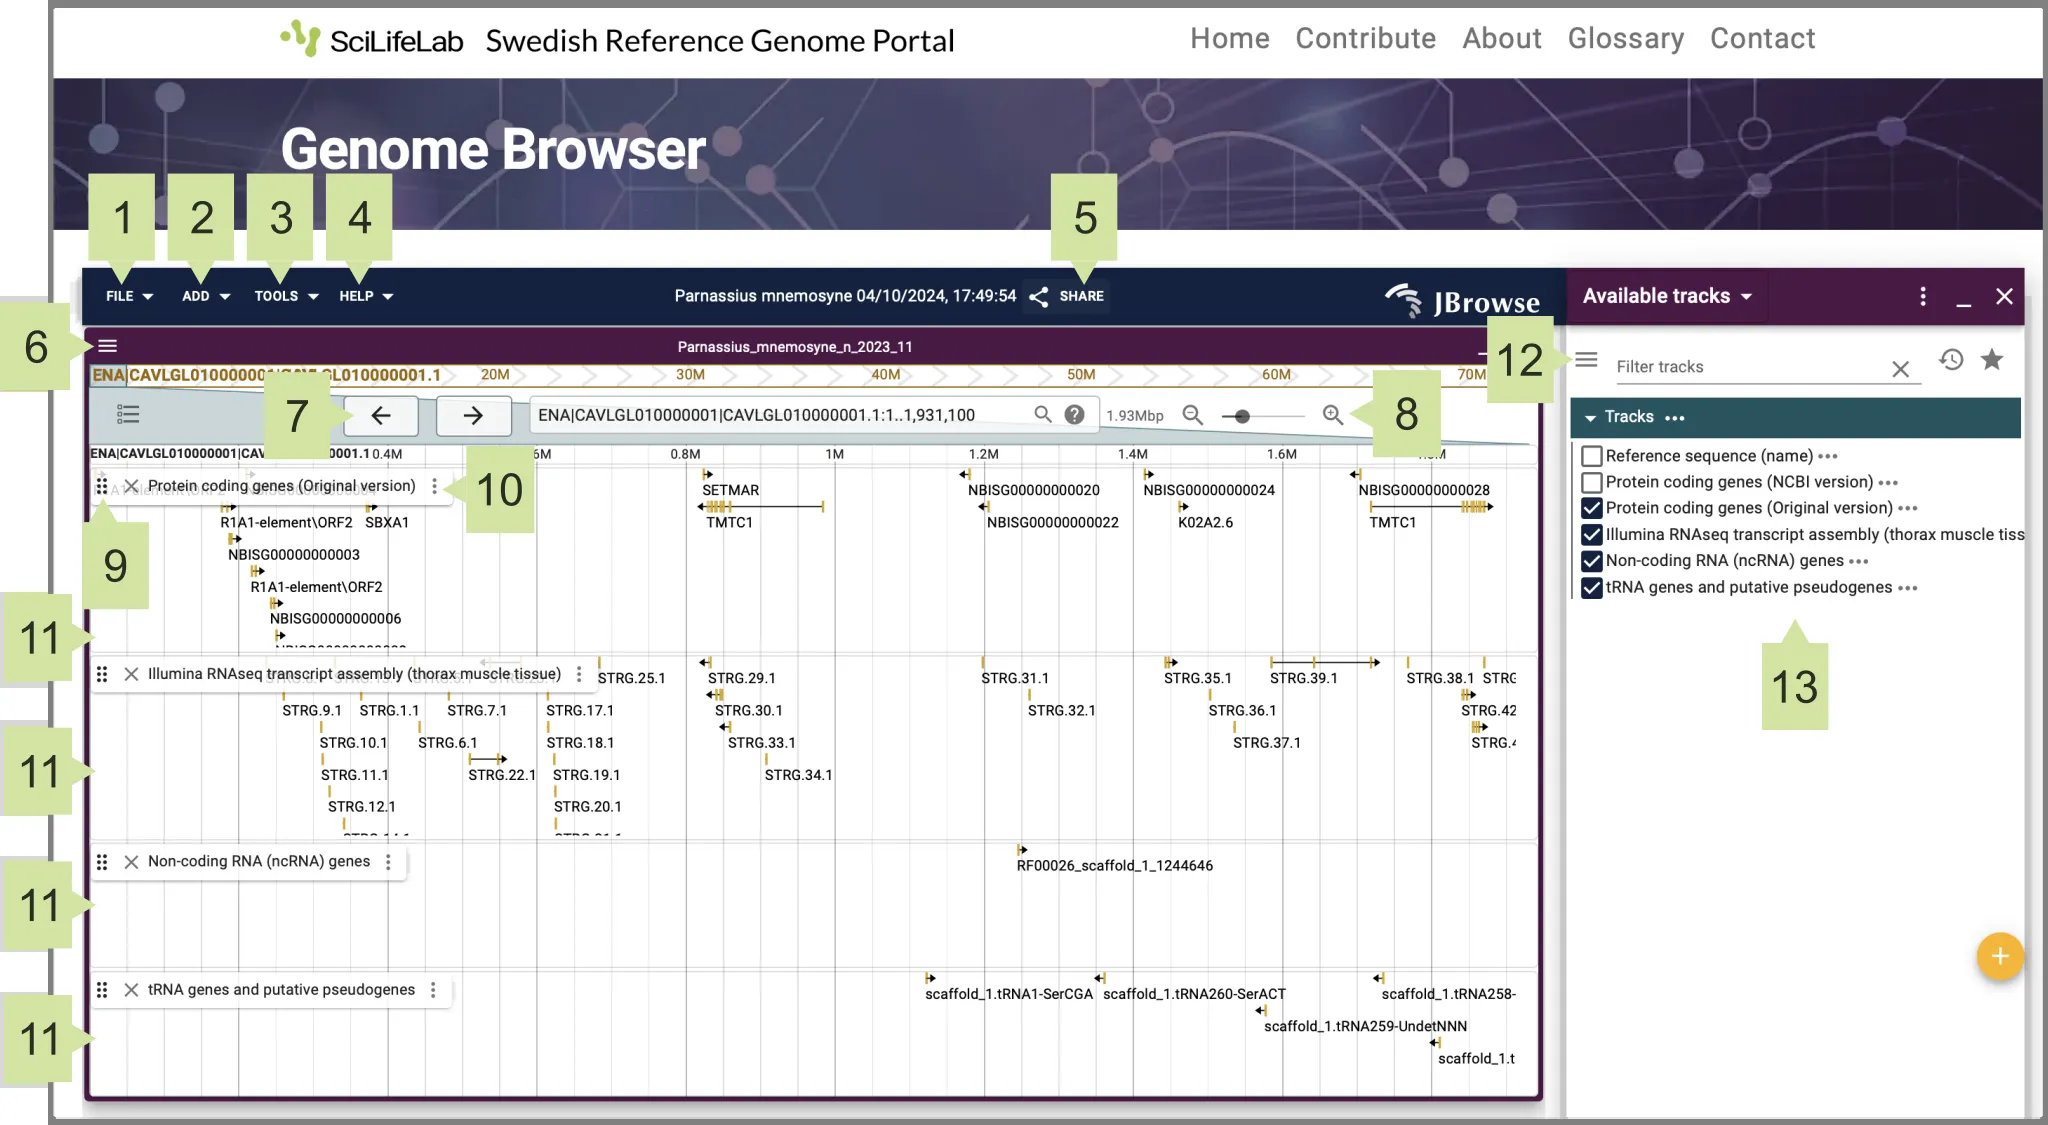 SciLifeLab Swedish Reference Genome Portal
Home Contribute About Glossary Contact
Genome Browser
1 2 3 4 5
FILE ADD TOOLS HELP Parnassius mnemosyne 04/10/2024, 17:49:54 SHARE JBrowse Available tracks
6 Parnassius_mnemosyne_n_2023_11 12 Filter tracks
ENA|CAVLGL010000001 GL010000001.1 20M 30M 40M 50M 60M 70M
7 ENA|CAVLGL010000001|CAVLGL010000001.1:1..1,931,100 1.93Mbp 8
Tracks
ENA|CAVLGL010000001|CAV 0001.1 0.4M 0.8M 1M 1.2M 1.4M 1.6M
Reference sequence (name)
Protein coding genes (NCBI version)
Protein coding genes (Original version)
Illumina RNAseq transcript assembly (thorax muscle tiss
Non-coding RNA (ncRNA) genes
tRNA genes and putative pseudogenes
13
Protein coding genes (Original version) 10 SETMAR NBISG00000000020 NBISG00000000024 NBISG00000000028
R1A1-element\ORF2 SBXA1 TMTC1 NBISG00000000022 K02A2.6 TMTC1
9 NBISG00000000003
R1A1-element\ORF2
NBISG00000000006
11
Illumina RNAseq transcript assembly (thorax muscle tissue) STRG.25.1 STRG.29.1 STRG.31.1 STRG.35.1 STRG.39.1 STRG.38.1 STRG
STRG.9.1 STRG.1.1 STRG.7.1 STRG.17.1 STRG.30.1 STRG.32.1 STRG.36.1 STRG.42
STRG.10.1 STRG.6.1 STRG.18.1 STRG.33.1 STRG.37.1 STRG.4
11 STRG.11.1 STRG.22.1 STRG.19.1 STRG.34.1
STRG.12.1 STRG.20.1
Non-coding RNA (ncRNA) genes RF00026_scaffold_1_1244646
11
tRNA genes and putative pseudogenes scaffold_1.tRNA1-SerCGA scaffold_1.tRNA260-SerACT scaffold_1.tRNA258-
scaffold_1.tRNA259-UndetNNN
11 scaffold_1.t